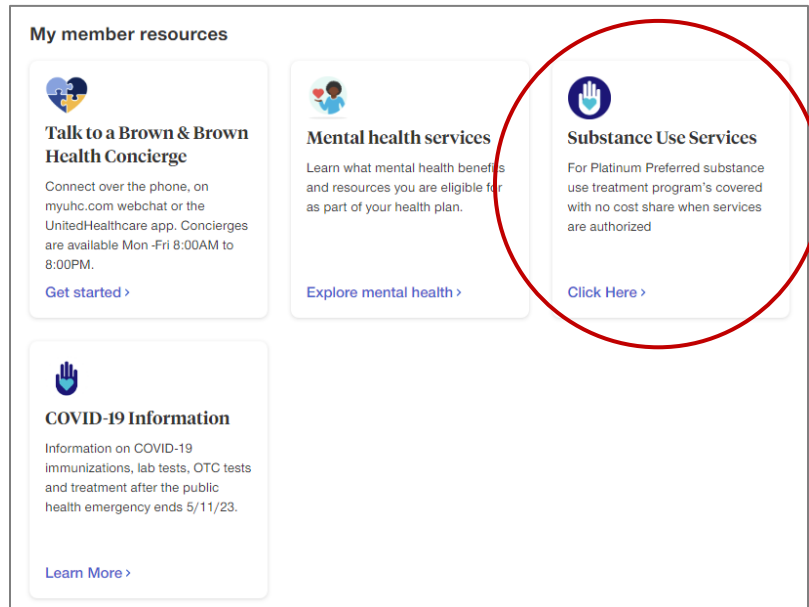 My member resources
Talk to a Brown & Brown
Health Concierge
Connect over the phone, on
myuhc.com webchat or the
UnitedHealthcare app. Concierges
are available Mon -Fri 8:00AM to
8:00PM.
Get started >
Mental health services
Learn what mental health benefits
and resources you are eligible for
as part of your health plan.
Explore mental health >
Substance Use Services
For Platinum Preferred substance
use treatment program's covered
with no cost share when services
are authorized
Click Here >
COVID-19 Information
Information on COVID-19
immunizations, lab tests, OTC tests
and treatment after the public
health emergency ends 5/11/23.
Learn More >